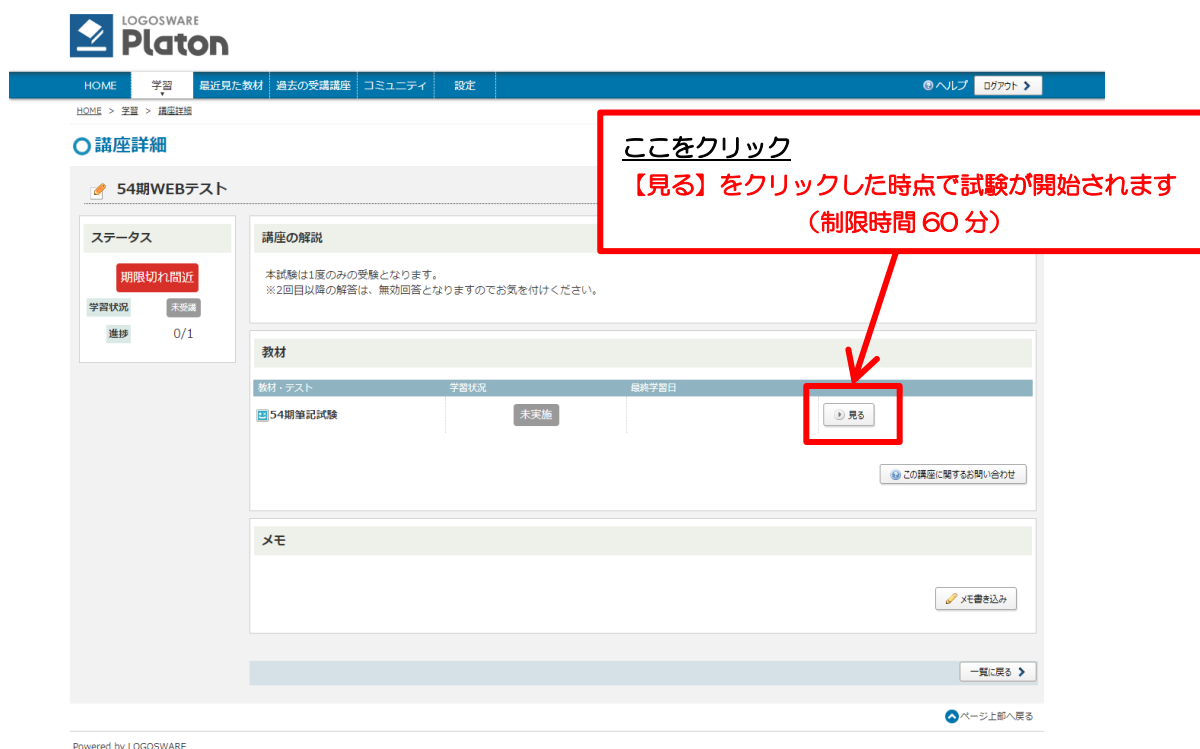 LOGOSWARE
Platon
HOME 学習 最近見た教材 過去の受講講座 コミュニティ 設定 ヘルプ ログアウト
HOME > 学習 > 講座詳細
講座詳細
ここをクリック
【見る】をクリックした時点で試験が開始されます
（制限時間 60 分）
54期WEBテスト
ステータス
期限切れ間近
学習状況 未受講
進捗 0/1
講座の解説
本試験は1度のみの受験となります。
※2回目以降の解答は、無効回答となりますのでお気を付けください。
教材
教材・テスト 学習状況 最終学習日
54期筆記試験 未実施 見る
この講座に関するお問い合わせ
メモ
メモ書き込み
一覧に戻る
ページ上部へ戻る
Powered by LOGOSWARE